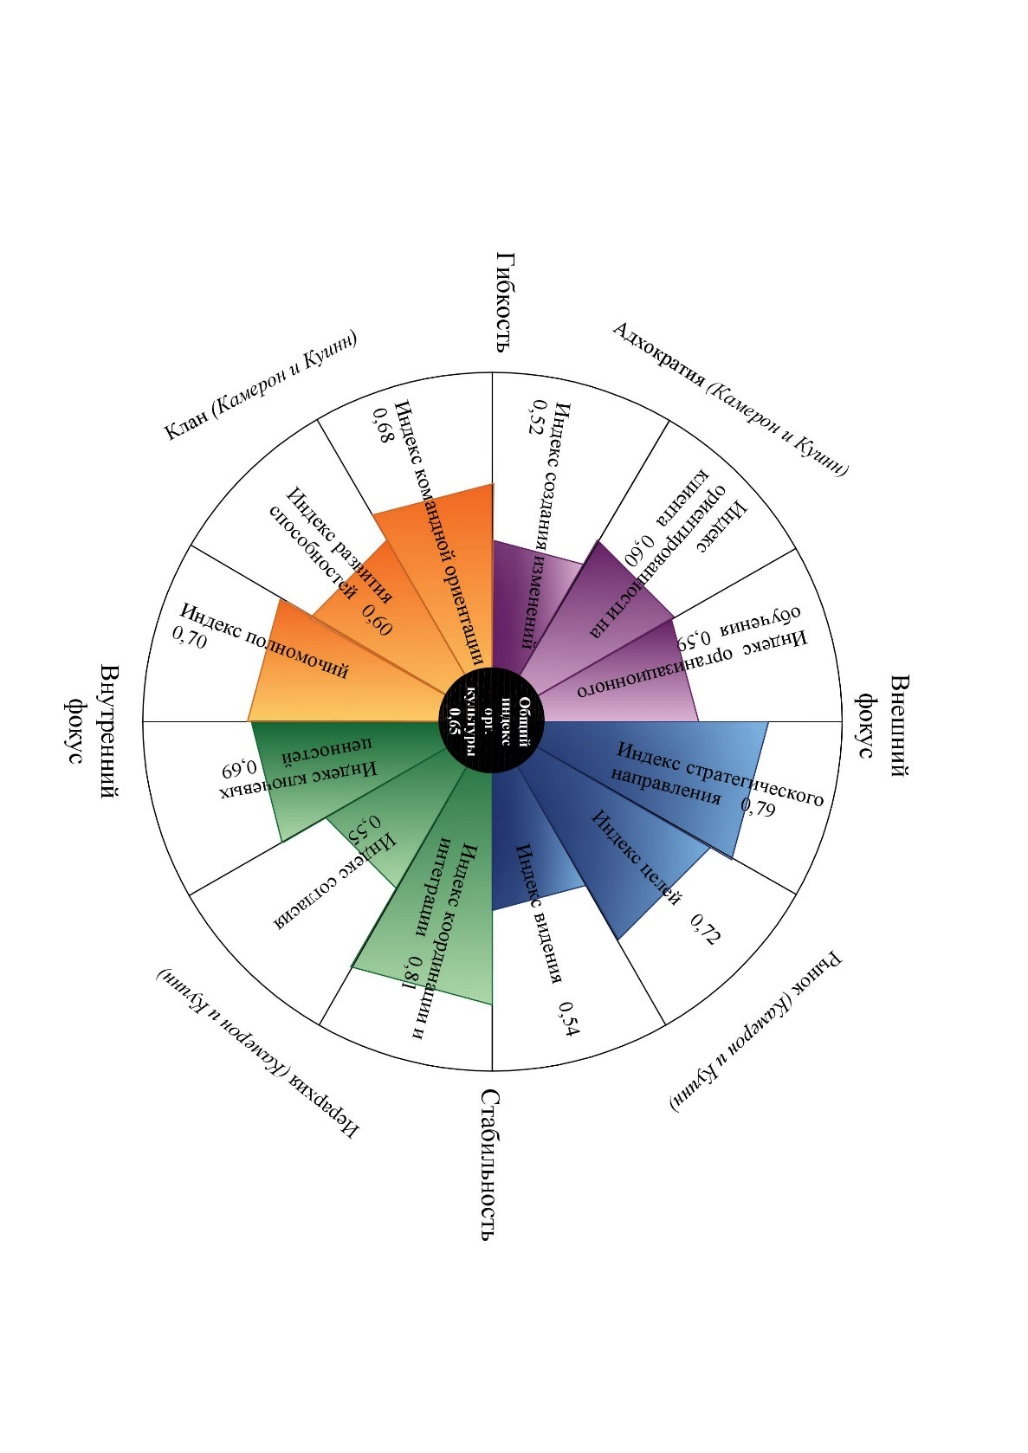 Гибкость
Адхократия (Камерон и Куинн)
Клан (Камерон и Куинн)
Индекс создания изменений
0,52
Индекс
ориентированности на
клиента 0,60
Индекс организационного
обучения 0,59
Внешний
фокус
Индекс стратегического
направления 0,79
Индекс целей 0,72
Индекс видения 0,54
Рынок (Камерон и Куинн)
Стабильность
Индекс координации и
интеграции 0,81
Индекс согласия
0,55
Индекс ключевых
ценностей 0,69
Иерархия (Камерон и Куинн)
Внутренний
фокус
Индекс полномочий
0,70
Индекс развития
способностей 0,60
Индекс командной ориентации
0,68
Общий
индекс
орг.
культуры
0,65